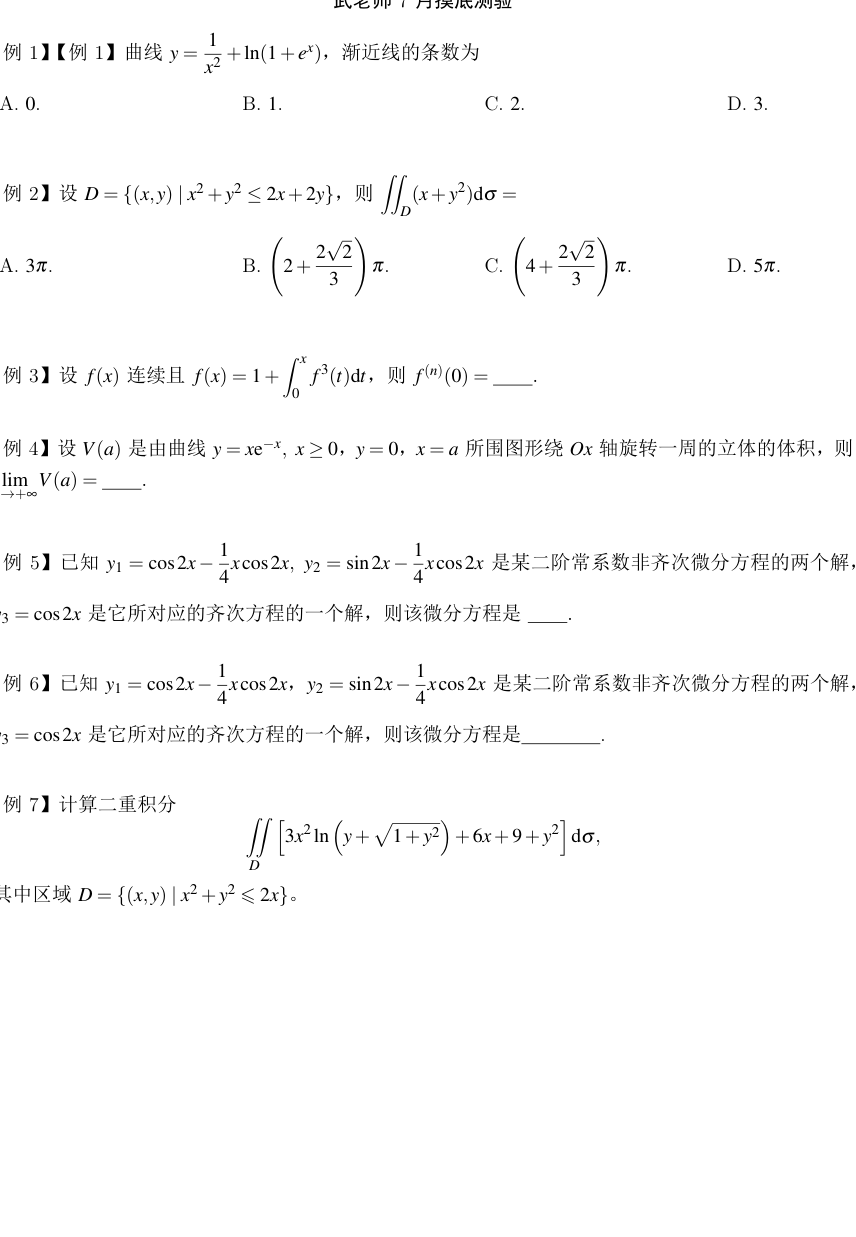 武老师 7 月摸底测验
例 1】【例 1】曲线 y = 1/x² + ln(1+eˣ)，渐近线的条数为
A. 0. B. 1. C. 2. D. 3.
例 2】设 D = {(x,y) | x² + y² ≤ 2x + 2y}，则 ∬_D (x + y²)dσ =
A. 3π. B. (2 + 2√2/3)π. C. (4 + 2√2/3)π. D. 5π.
例 3】设 f(x) 连续且 f(x) = 1 + ∫₀ˣ f³(t)dt，则 f⁽ⁿ⁾(0) = ____.
例 4】设 V(a) 是由曲线 y = xe⁻ˣ, x ≥ 0，y = 0，x = a 所围图形绕 Ox 轴旋转一周的立体的体积，则
lim →+∞ V(a) = ____.
例 5】已知 y₁ = cos2x − 1/4 xcos2x, y₂ = sin2x − 1/4 xcos2x 是某二阶常系数非齐次微分方程的两个解，
y₃ = cos2x 是它所对应的齐次方程的一个解，则该微分方程是 ____.
例 6】已知 y₁ = cos2x − 1/4 xcos2x，y₂ = sin2x − 1/4 xcos2x 是某二阶常系数非齐次微分方程的两个解，
y₃ = cos2x 是它所对应的齐次方程的一个解，则该微分方程是________.
例 7】计算二重积分
∬_D [3x² ln(y + √(1+y²)) + 6x + 9 + y²] dσ,
其中区域 D = {(x,y) | x² + y² ⩽ 2x}。